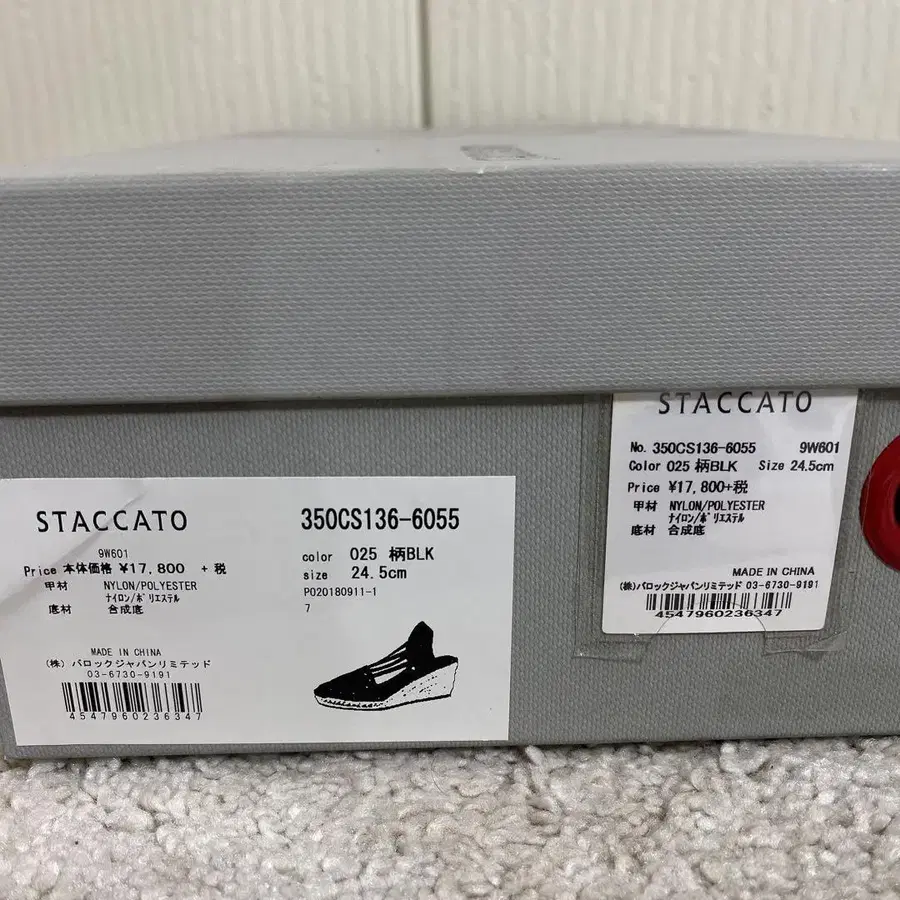 STACCATO
350CS136-6055
9W601
Price 本体価格 ¥17,800 + 税
color 025 柄BLK
size 24.5cm
甲材 NYLON/POLYESTER
ナイロン/ポリエステル
底材 合成底
PO20180911-1
7
MADE IN CHINA
(株) バロックジャパンリミテッド
03-6730-9191
4547960236347
STACCATO
No. 350CS136-6055 9W601
Color 025 柄BLK Size 24.5cm
Price ¥17,800+税
甲材 NYLON/POLYESTER
ナイロン/ポリエステル
底材 合成底
MADE IN CHINA
(株)バロックジャパンリミテッド 03-6730-9191
4547960236347